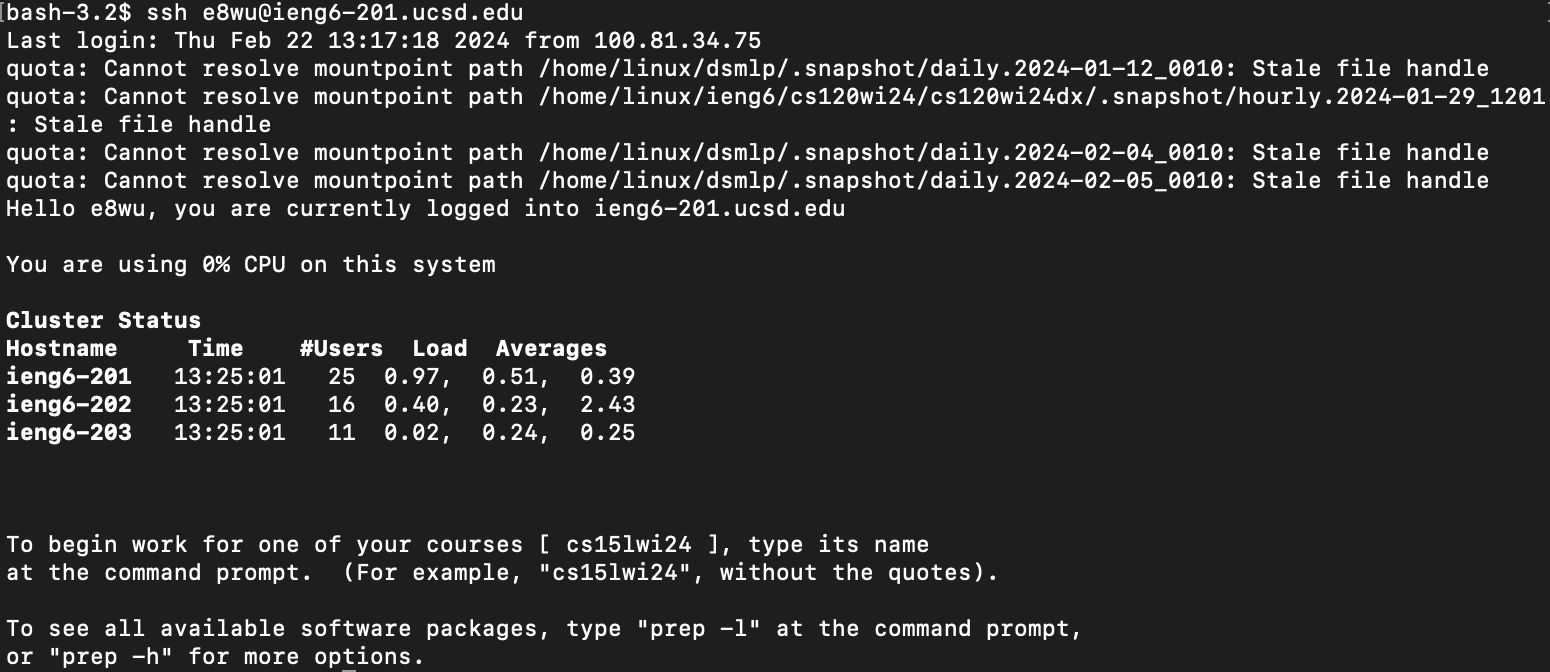 [bash-3.2$ ssh e8wu@ieng6-201.ucsd.edu
Last login: Thu Feb 22 13:17:18 2024 from 100.81.34.75
quota: Cannot resolve mountpoint path /home/linux/dsmlp/.snapshot/daily.2024-01-12_0010: Stale file handle
quota: Cannot resolve mountpoint path /home/linux/ieng6/cs120wi24/cs120wi24dx/.snapshot/hourly.2024-01-29_1201
: Stale file handle
quota: Cannot resolve mountpoint path /home/linux/dsmlp/.snapshot/daily.2024-02-04_0010: Stale file handle
quota: Cannot resolve mountpoint path /home/linux/dsmlp/.snapshot/daily.2024-02-05_0010: Stale file handle
Hello e8wu, you are currently logged into ieng6-201.ucsd.edu
You are using 0% CPU on this system
Cluster Status
Hostname     Time    #Users  Load  Averages
ieng6-201   13:25:01   25  0.97,  0.51,  0.39
ieng6-202   13:25:01   16  0.40,  0.23,  2.43
ieng6-203   13:25:01   11  0.02,  0.24,  0.25
To begin work for one of your courses [ cs15lwi24 ], type its name
at the command prompt.  (For example, "cs15lwi24", without the quotes).
To see all available software packages, type "prep -l" at the command prompt,
or "prep -h" for more options.